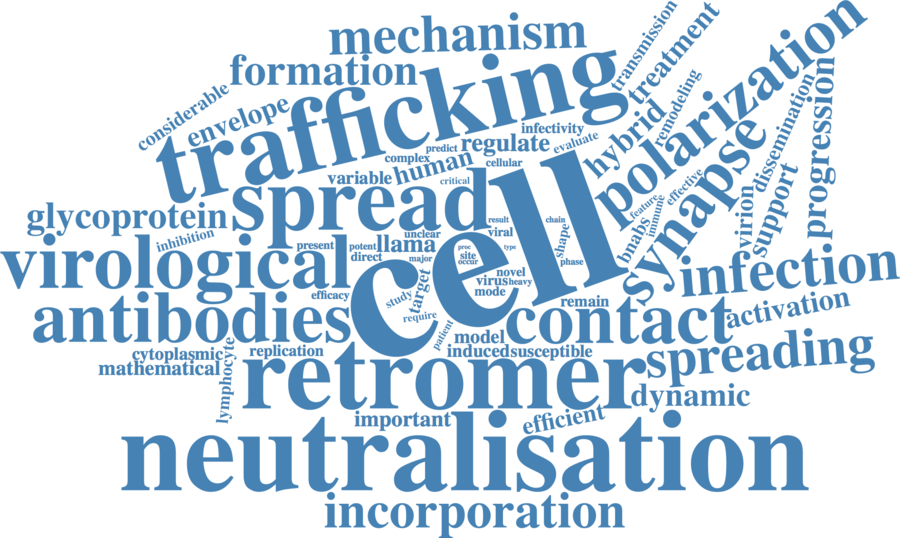 mechanism
transmission
treatment
formation
considerable
envelope
trafficking
polarization
remodeling
hybrid
infectivity
evaluate
regulate
predict
complex
cellular
human
variable
critical
dissemination
progression
synapse
support
virion
effective
feature
immune
bnabs
glycoprotein
spread
cell
result
chain
unclear
viral
shape
inhibition
present
potent
llama
direct
major
proc
type
site
occur
phase
virological
infection
novel
virus
heavy
mode
target
study
efficacy
require
remain
antibodies
contact
activation
patient
model
induced
susceptible
spreading
cytoplasmic
replication
mathematical
lymphocyte
retromer
dynamic
important
efficient
neutralisation
incorporation